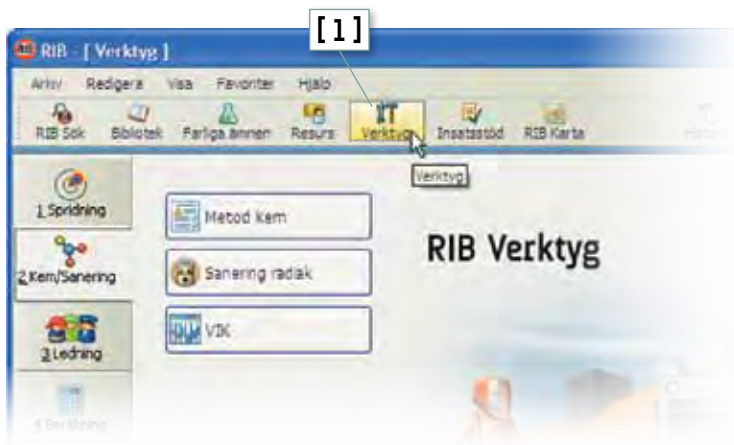 [1]
RIB - [ Verktyg ]
Arkiv Redigera Visa Favoriter Hjälp
RIB Sök Bibliotek Farliga ämnen Resurs Verktyg Insatsstöd RIB Karta
Verktyg
1 Spridning
2 Kem/Sanering
3 Ledning
4 Beräkning
Metod kem
Sanering radiak
VIK
RIB Verktyg